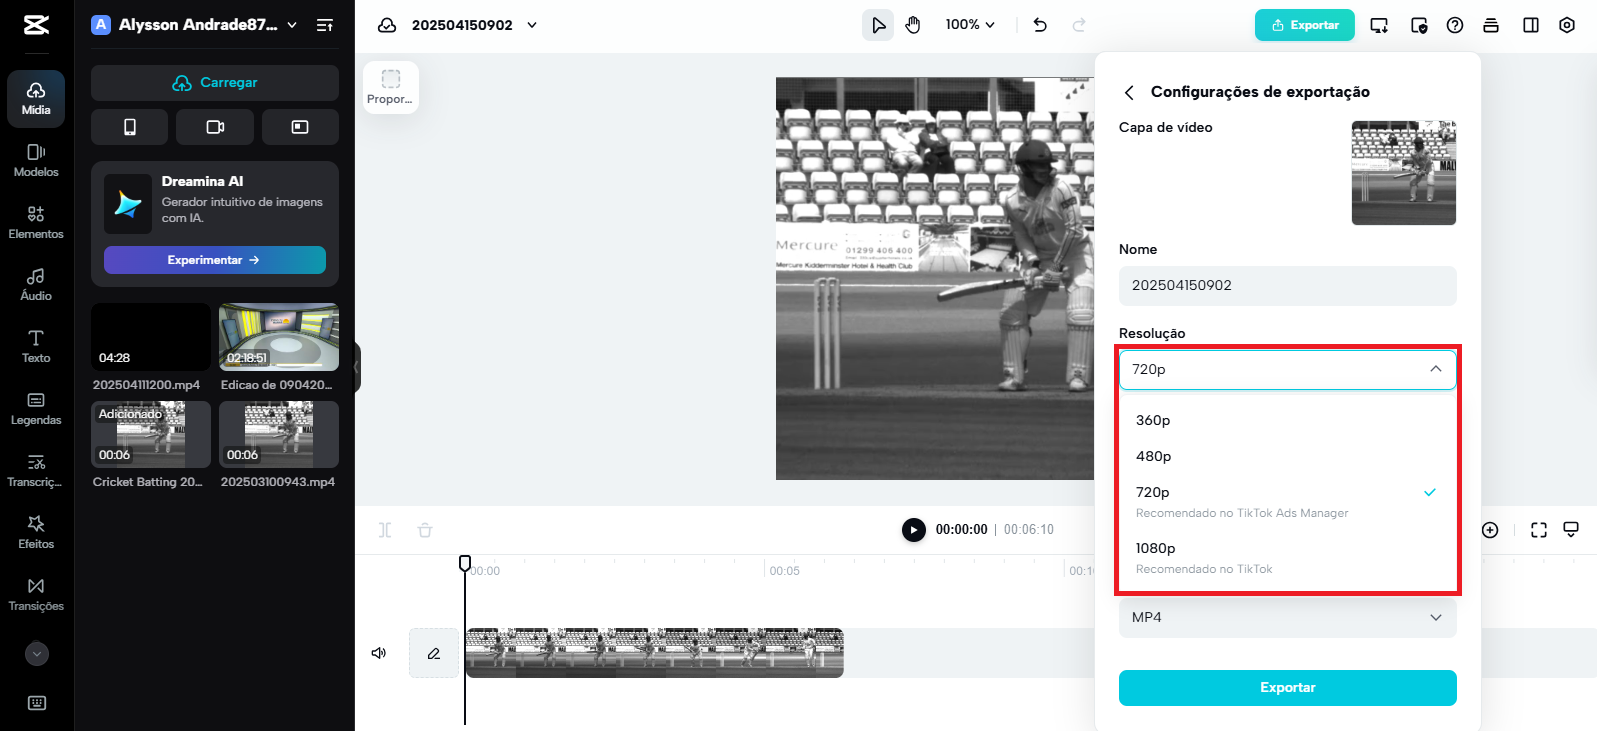 A Alysson Andrade87...
202504150902
100%
Exportar
Carregar
Mídia
Modelos
Elementos
Áudio
Texto
Legendas
Transcriç...
Efeitos
Transições
Dreamina AI
Gerador intuitivo de imagens
com IA.
Experimentar →
04:28
202504111200.mp4
02:18:51
Edicao de 090420...
Adicionado
00:06
Cricket Batting 20...
00:06
202503100943.mp4
Propor...
Mercure
01299 406 400
Mercure Kidderminster Hotel & Health Club
00:00:00 | 00:06:10
00:00
00:05
Configurações de exportação
Capa de vídeo
Nome
202504150902
Resolução
720p
360p
480p
720p
Recomendado no TikTok Ads Manager
1080p
Recomendado no TikTok
MP4
Exportar